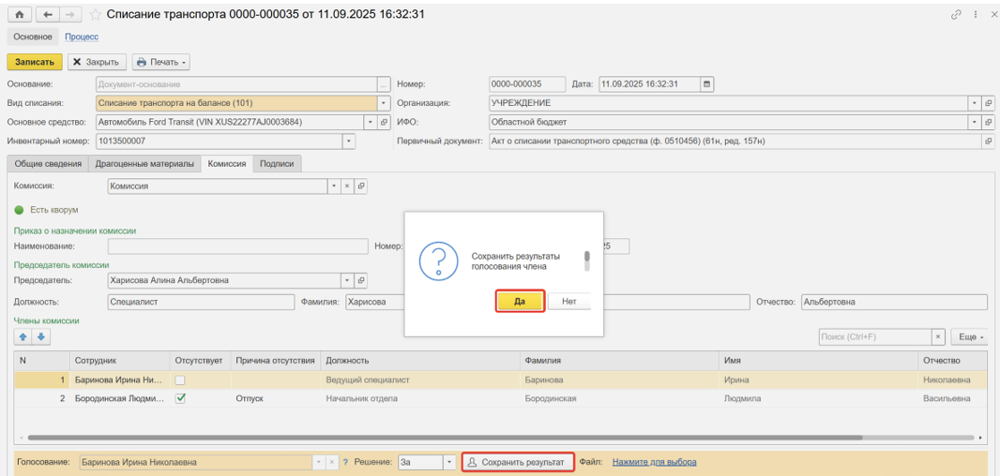 Списание транспорта 0000-000035 от 11.09.2025 16:32:31
Основное Процесс
Записать Закрыть Печать
Основание: Документ-основание Номер: 0000-000035 Дата: 11.09.2025 16:32:31
Вид списания: Списание транспорта на балансе (101) Организация: УЧРЕЖДЕНИЕ
Основное средство: Автомобиль Ford Transit (VIN XUS22277AJ0003684) ИФО: Областной бюджет
Инвентарный номер: 1013500007 Первичный документ: Акт о списании транспортного средства (ф. 0510456) (61н, ред. 157н)
Общие сведения Драгоценные материалы Комиссия Подписи
Комиссия: Комиссия
Есть кворум
Приказ о назначении комиссии
Наименование: Номер: 25
Сохранить результаты
голосования члена
Да Нет
Председатель комиссии
Председатель: Харисова Алина Альбертовна
Должность: Специалист Фамилия: Харисова Отчество: Альбертовна
Члены комиссии
Поиск (Ctrl+F) × Еще
N Сотрудник Отсутствует Причина отсутствия Должность Фамилия Имя Отчество
1 Баринова Ирина Ни... Ведущий специалист Баринова Ирина Николаевна
2 Бородинская Людми... Отпуск Начальник отдела Бородинская Людмила Васильевна
Голосование: Баринова Ирина Николаевна ? Решение: За Сохранить результат Файл: Нажмите для выбора